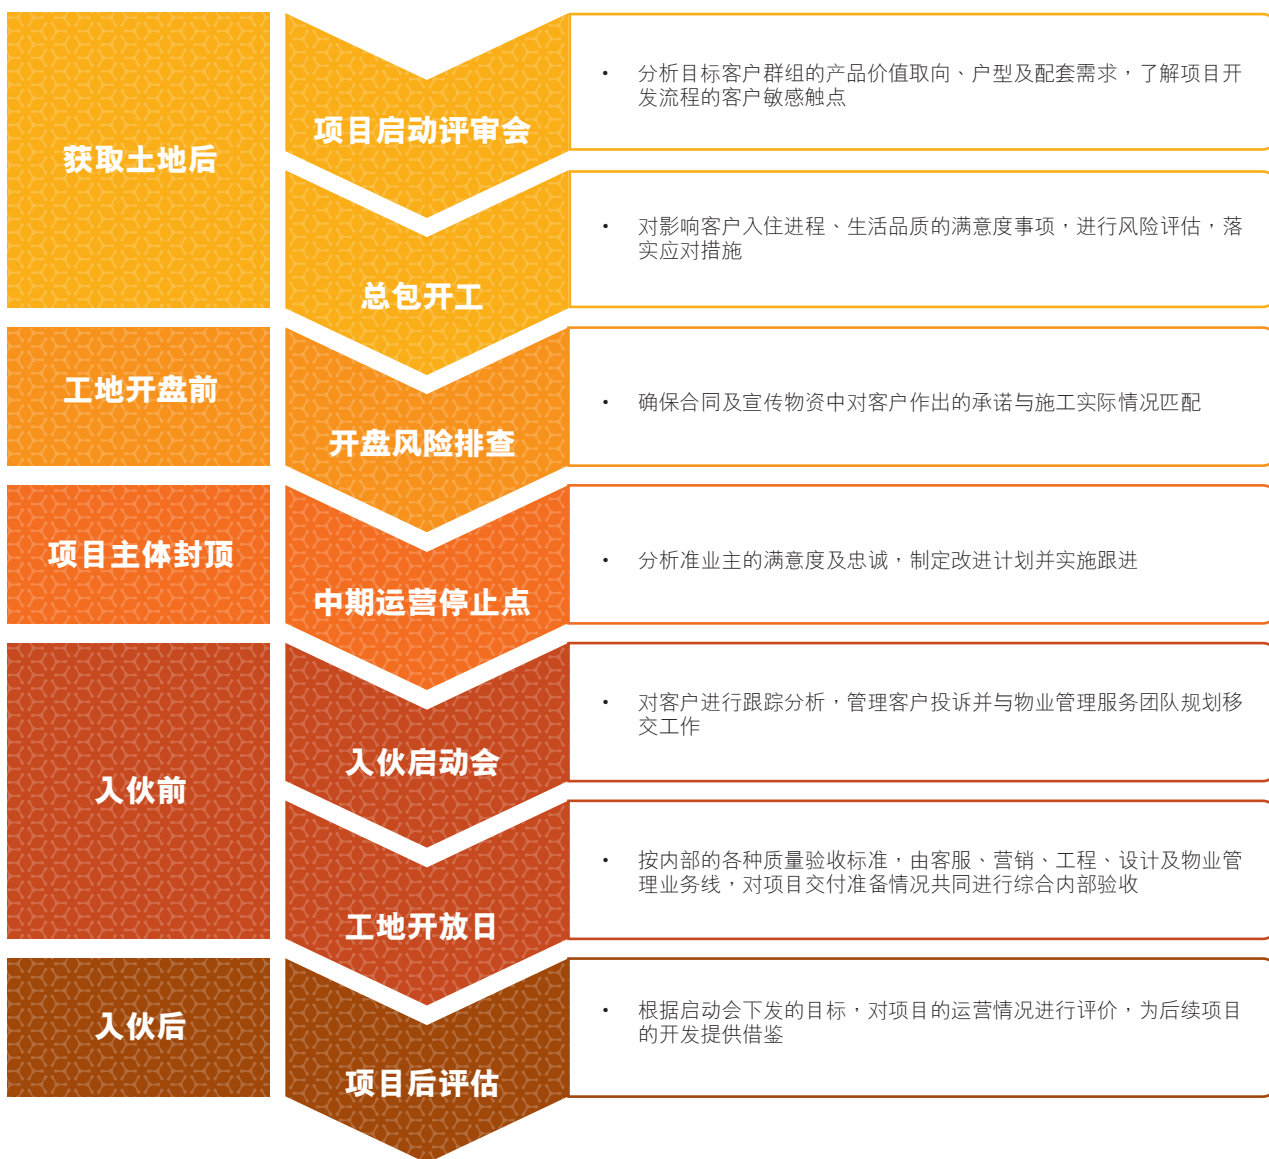 获取土地后
项目启动评审会
• 分析目标客户群组的产品价值取向、户型及配套需求，了解项目开
发流程的客户敏感触点
总包开工
• 对影响客户入住进程、生活品质的满意度事项，进行风险评估，落
实应对措施
工地开盘前
开盘风险排查
• 确保合同及宣传物资中对客户作出的承诺与施工实际情况匹配
项目主体封顶
中期运营停止点
• 分析准业主的满意度及忠诚，制定改进计划并实施跟进
入伙前
入伙启动会
• 对客户进行跟踪分析，管理客户投诉并与物业管理服务团队规划移
交工作
工地开放日
• 按内部的各种质量验收标准，由客服、营销、工程、设计及物业管
理业务线，对项目交付准备情况共同进行综合内部验收
入伙后
项目后评估
• 根据启动会下发的目标，对项目的运营情况进行评价，为后续项目
的开发提供借鉴